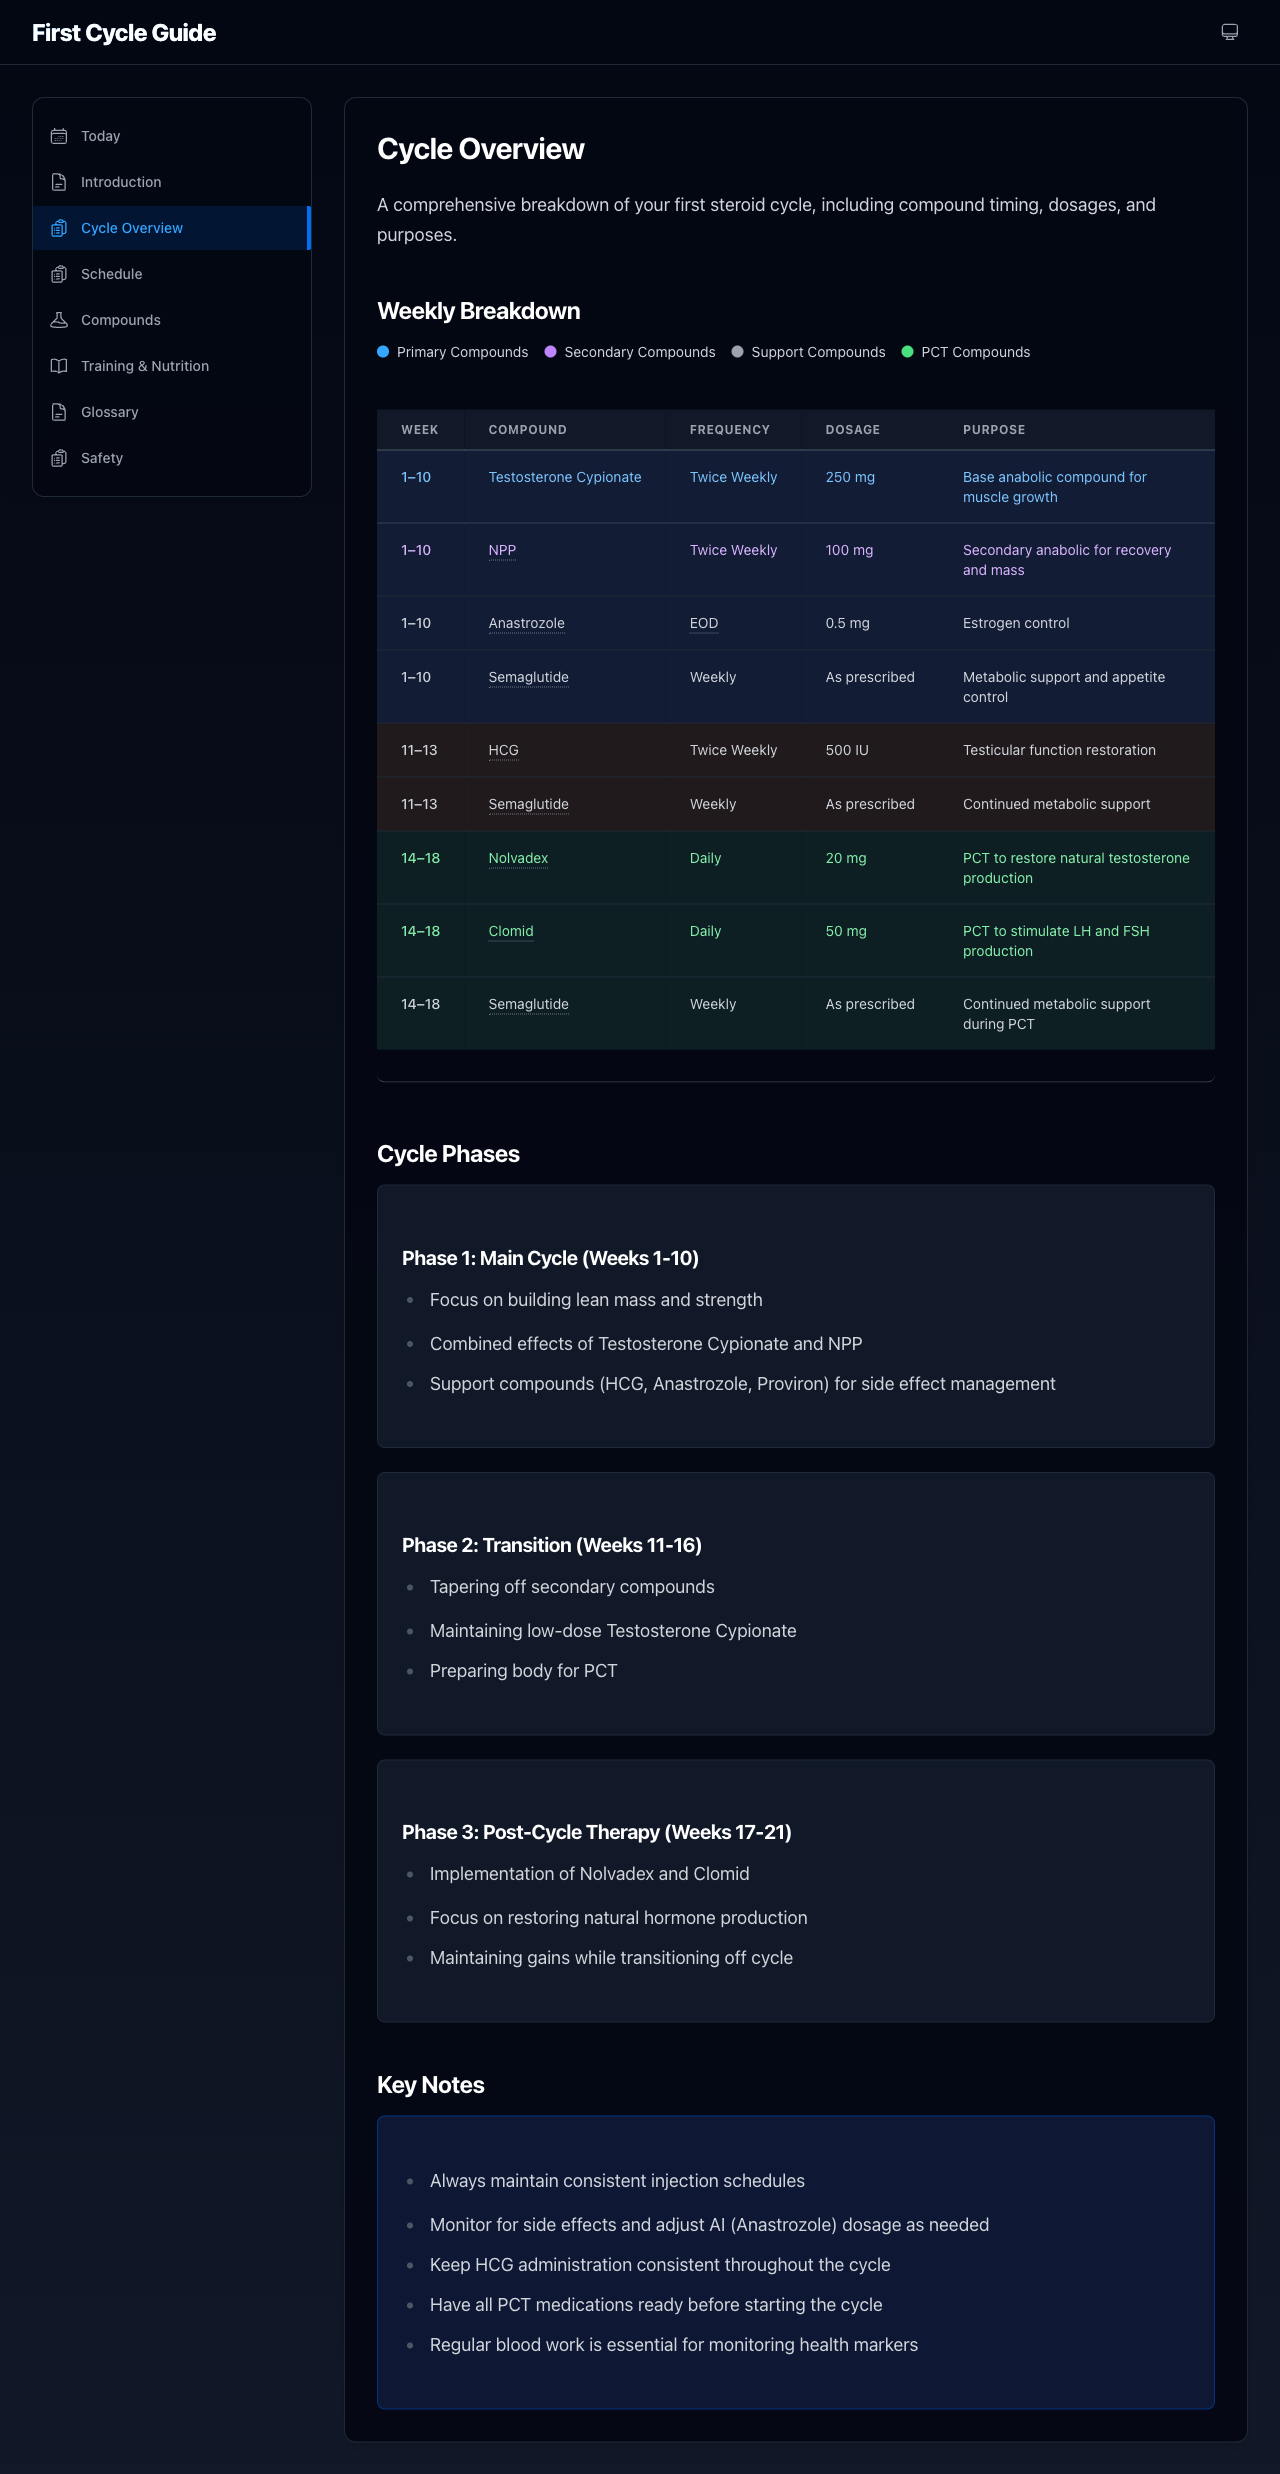 First Cycle Guide
Today
Introduction
Cycle Overview
Schedule
Compounds
Training & Nutrition
Glossary
Safety
Cycle Overview
A comprehensive breakdown of your first steroid cycle, including compound timing, dosages, and
purposes.
Weekly Breakdown
Primary Compounds Secondary Compounds Support Compounds PCT Compounds
WEEK COMPOUND FREQUENCY DOSAGE PURPOSE
1–10 Testosterone Cypionate Twice Weekly 250 mg Base anabolic compound for
muscle growth
1–10 NPP Twice Weekly 100 mg Secondary anabolic for recovery
and mass
1–10 Anastrozole EOD 0.5 mg Estrogen control
1–10 Semaglutide Weekly As prescribed Metabolic support and appetite
control
11–13 HCG Twice Weekly 500 IU Testicular function restoration
11–13 Semaglutide Weekly As prescribed Continued metabolic support
14–18 Nolvadex Daily 20 mg PCT to restore natural testosterone
production
14–18 Clomid Daily 50 mg PCT to stimulate LH and FSH
production
14–18 Semaglutide Weekly As prescribed Continued metabolic support
during PCT
Cycle Phases
Phase 1: Main Cycle (Weeks 1-10)
Focus on building lean mass and strength
Combined effects of Testosterone Cypionate and NPP
Support compounds (HCG, Anastrozole, Proviron) for side effect management
Phase 2: Transition (Weeks 11-16)
Tapering off secondary compounds
Maintaining low-dose Testosterone Cypionate
Preparing body for PCT
Phase 3: Post-Cycle Therapy (Weeks 17-21)
Implementation of Nolvadex and Clomid
Focus on restoring natural hormone production
Maintaining gains while transitioning off cycle
Key Notes
Always maintain consistent injection schedules
Monitor for side effects and adjust AI (Anastrozole) dosage as needed
Keep HCG administration consistent throughout the cycle
Have all PCT medications ready before starting the cycle
Regular blood work is essential for monitoring health markers